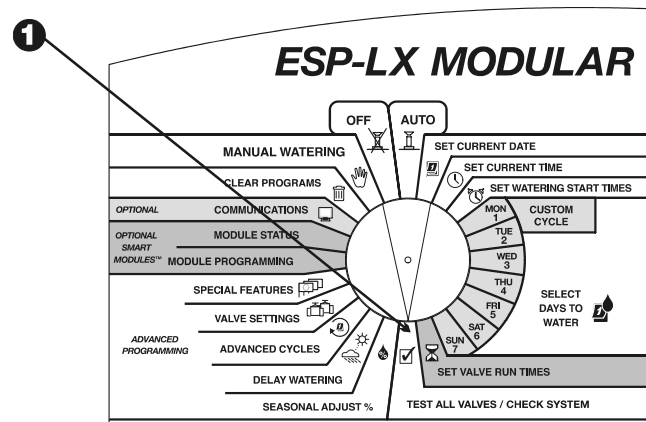 1
ESP-LX MODULAR
OFF
AUTO
MANUAL WATERING
CLEAR PROGRAMS
OPTIONAL
COMMUNICATIONS
OPTIONAL
SMART
MODULES™
MODULE STATUS
MODULE PROGRAMMING
SPECIAL FEATURES
VALVE SETTINGS
ADVANCED
PROGRAMMING
ADVANCED CYCLES
DELAY WATERING
SEASONAL ADJUST %
SET CURRENT DATE
SET CURRENT TIME
SET WATERING START TIMES
MON
1
TUE
2
WED
3
THU
4
FRI
5
SAT
6
SUN
7
CUSTOM
CYCLE
SELECT
DAYS TO
WATER
SET VALVE RUN TIMES
TEST ALL VALVES / CHECK SYSTEM